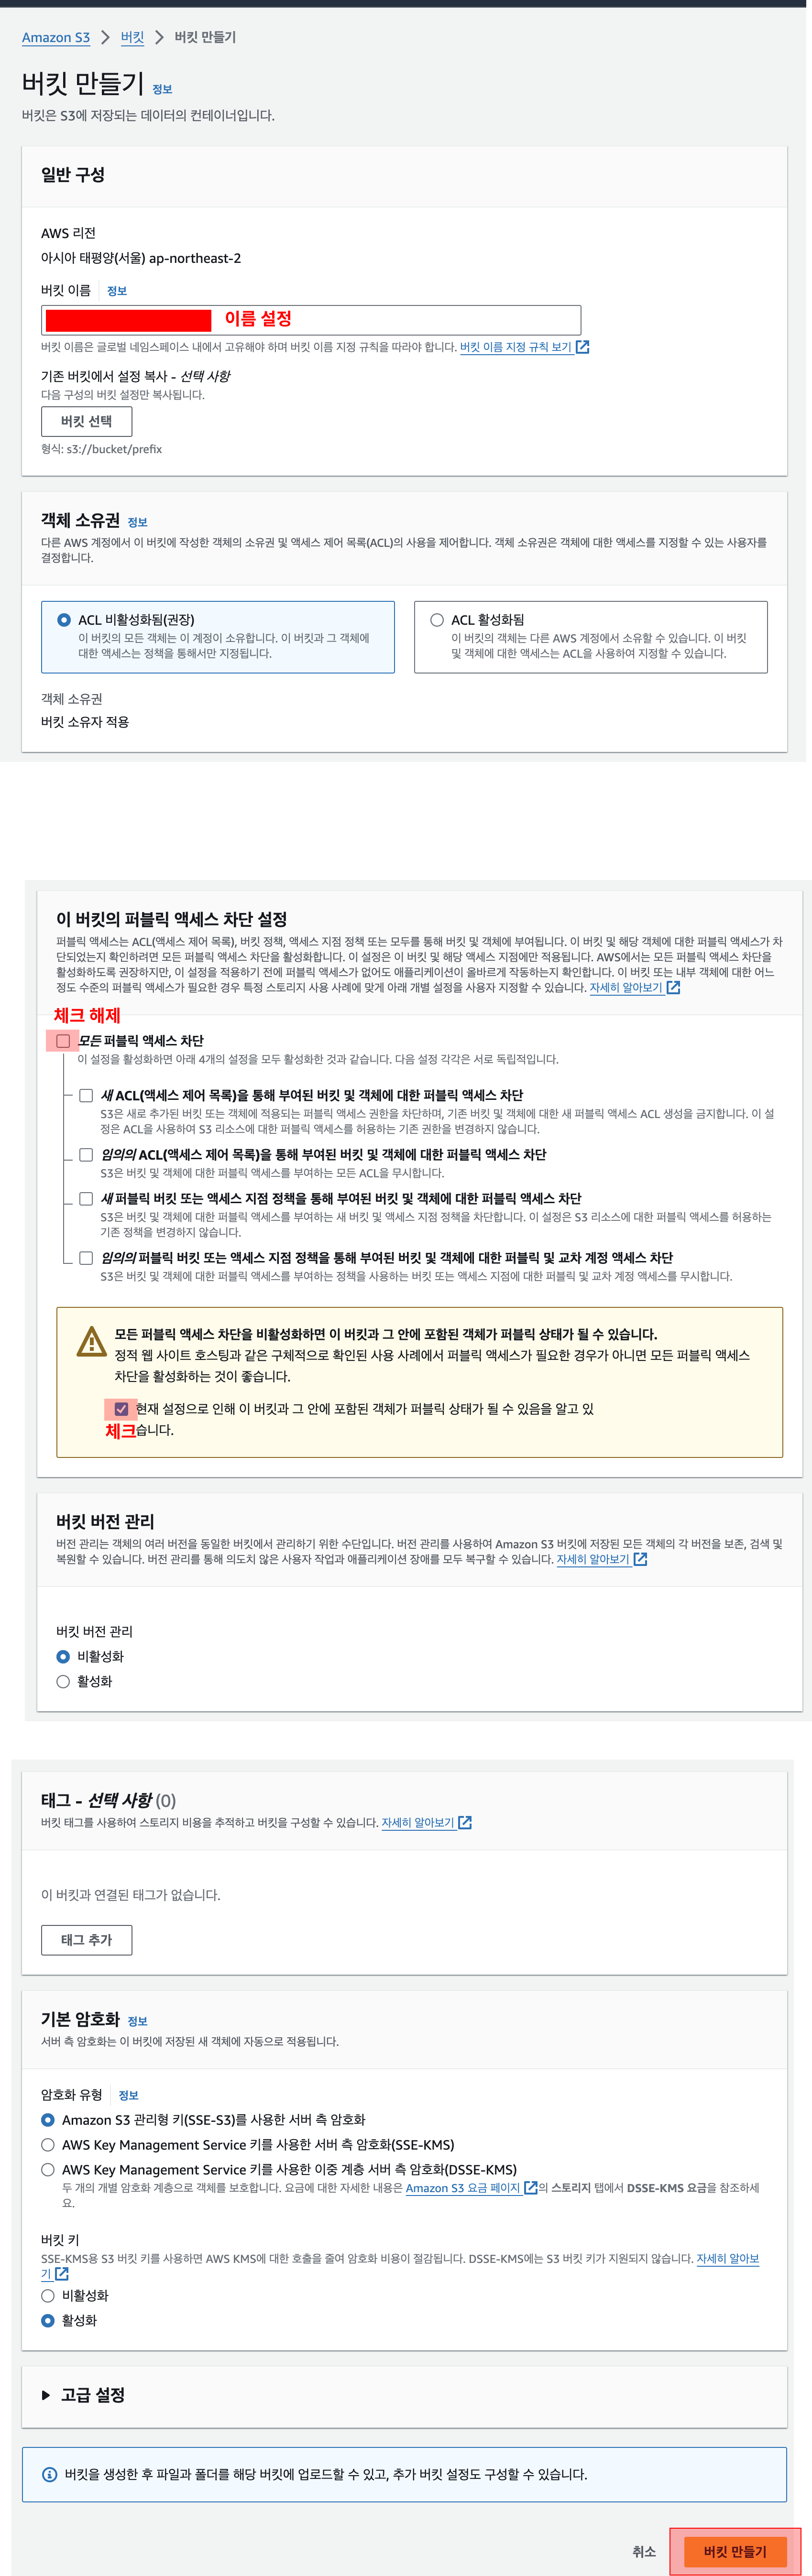 Amazon S3 > 버킷 > 버킷 만들기
버킷 만들기 정보
버킷은 S3에 저장되는 데이터의 컨테이너입니다.
일반 구성
AWS 리전
아시아 태평양(서울) ap-northeast-2
버킷 이름 정보
이름 설정
버킷 이름은 글로벌 네임스페이스 내에서 고유해야 하며 버킷 이름 지정 규칙을 따라야 합니다. 버킷 이름 지정 규칙 보기
기존 버킷에서 설정 복사 - 선택 사항
다음 구성의 버킷 설정만 복사됩니다.
버킷 선택
형식: s3://bucket/prefix
객체 소유권 정보
다른 AWS 계정에서 이 버킷에 작성한 객체의 소유권 및 액세스 제어 목록(ACL)의 사용을 제어합니다. 객체 소유권은 객체에 대한 액세스를 지정할 수 있는 사용자를
결정합니다.
ACL 비활성화됨(권장)
이 버킷의 모든 객체는 이 계정이 소유합니다. 이 버킷과 그 객체에
대한 액세스는 정책을 통해서만 지정됩니다.
ACL 활성화됨
이 버킷의 객체는 다른 AWS 계정에서 소유할 수 있습니다. 이 버킷
및 객체에 대한 액세스는 ACL을 사용하여 지정할 수 있습니다.
객체 소유권
버킷 소유자 적용
이 버킷의 퍼블릭 액세스 차단 설정
퍼블릭 액세스는 ACL(액세스 제어 목록), 버킷 정책, 액세스 지점 정책 또는 모두를 통해 버킷 및 객체에 부여됩니다. 이 버킷 및 해당 객체에 대한 퍼블릭 액세스가 차
단되었는지 확인하려면 모든 퍼블릭 액세스 차단을 활성화합니다. 이 설정은 이 버킷 및 해당 액세스 지점에만 적용됩니다. AWS에서는 모든 퍼블릭 액세스 차단을
활성화하도록 권장하지만, 이 설정을 적용하기 전에 퍼블릭 액세스가 없어도 애플리케이션이 올바르게 작동하는지 확인합니다. 이 버킷 또는 내부 객체에 대한 어느
정도 수준의 퍼블릭 액세스가 필요한 경우 특정 스토리지 사용 사례에 맞게 아래 개별 설정을 사용자 지정할 수 있습니다. 자세히 알아보기
체크 해제
모든 퍼블릭 액세스 차단
이 설정을 활성화하면 아래 4개의 설정을 모두 활성화한 것과 같습니다. 다음 설정 각각은 서로 독립적입니다.
새 ACL(액세스 제어 목록)을 통해 부여된 버킷 및 객체에 대한 퍼블릭 액세스 차단
S3은 새로 추가된 버킷 또는 객체에 적용되는 퍼블릭 액세스 권한을 차단하며, 기존 버킷 및 객체에 대한 새 퍼블릭 액세스 ACL 생성을 금지합니다. 이 설
정은 ACL을 사용하여 S3 리소스에 대한 퍼블릭 액세스를 허용하는 기존 권한을 변경하지 않습니다.
임의의 ACL(액세스 제어 목록)을 통해 부여된 버킷 및 객체에 대한 퍼블릭 액세스 차단
S3은 버킷 및 객체에 대한 퍼블릭 액세스를 부여하는 모든 ACL을 무시합니다.
새 퍼블릭 버킷 또는 액세스 지점 정책을 통해 부여된 버킷 및 객체에 대한 퍼블릭 액세스 차단
S3은 버킷 및 객체에 대한 퍼블릭 액세스를 부여하는 새 버킷 및 액세스 지점 정책을 차단합니다. 이 설정은 S3 리소스에 대한 퍼블릭 액세스를 허용하는
기존 정책을 변경하지 않습니다.
임의의 퍼블릭 버킷 또는 액세스 지점 정책을 통해 부여된 버킷 및 객체에 대한 퍼블릭 및 교차 계정 액세스 차단
S3은 버킷 및 객체에 대한 퍼블릭 액세스를 부여하는 정책을 사용하는 버킷 또는 액세스 지점에 대한 퍼블릭 및 교차 계정 액세스를 무시합니다.
모든 퍼블릭 액세스 차단을 비활성화하면 이 버킷과 그 안에 포함된 객체가 퍼블릭 상태가 될 수 있습니다.
정적 웹 사이트 호스팅과 같은 구체적으로 확인된 사용 사례에서 퍼블릭 액세스가 필요한 경우가 아니면 모든 퍼블릭 액세스
차단을 활성화하는 것이 좋습니다.
현재 설정으로 인해 이 버킷과 그 안에 포함된 객체가 퍼블릭 상태가 될 수 있음을 알고 있
체크 습니다.
버킷 버전 관리
버전 관리는 객체의 여러 버전을 동일한 버킷에서 관리하기 위한 수단입니다. 버전 관리를 사용하여 Amazon S3 버킷에 저장된 모든 객체의 각 버전을 보존, 검색 및
복원할 수 있습니다. 버전 관리를 통해 의도치 않은 사용자 작업과 애플리케이션 장애를 모두 복구할 수 있습니다. 자세히 알아보기
버킷 버전 관리
비활성화
활성화
태그 - 선택 사항 (0)
버킷 태그를 사용하여 스토리지 비용을 추적하고 버킷을 구성할 수 있습니다. 자세히 알아보기
이 버킷과 연결된 태그가 없습니다.
태그 추가
기본 암호화 정보
서버 측 암호화는 이 버킷에 저장된 새 객체에 자동으로 적용됩니다.
암호화 유형 정보
Amazon S3 관리형 키(SSE-S3)를 사용한 서버 측 암호화
AWS Key Management Service 키를 사용한 서버 측 암호화(SSE-KMS)
AWS Key Management Service 키를 사용한 이중 계층 서버 측 암호화(DSSE-KMS)
두 개의 개별 암호화 계층으로 객체를 보호합니다. 요금에 대한 자세한 내용은 Amazon S3 요금 페이지 의 스토리지 탭에서 DSSE-KMS 요금을 참조하세
요.
버킷 키
SSE-KMS용 S3 버킷 키를 사용하면 AWS KMS에 대한 호출을 줄여 암호화 비용이 절감됩니다. DSSE-KMS에는 S3 버킷 키가 지원되지 않습니다. 자세히 알아보
기
비활성화
활성화
고급 설정
버킷을 생성한 후 파일과 폴더를 해당 버킷에 업로드할 수 있고, 추가 버킷 설정도 구성할 수 있습니다.
취소
버킷 만들기